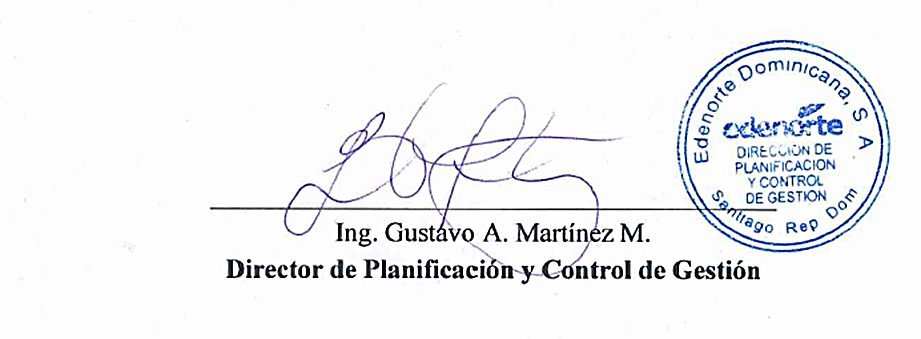 Ing. Gustavo A. Martínez M.
Director de Planificación y Control de Gestión
Edenorte Dominicana, S A
edenorte
DIRECCION DE
PLANIFICACION
Y CONTROL
DE GESTION
Santiago Rep Dom